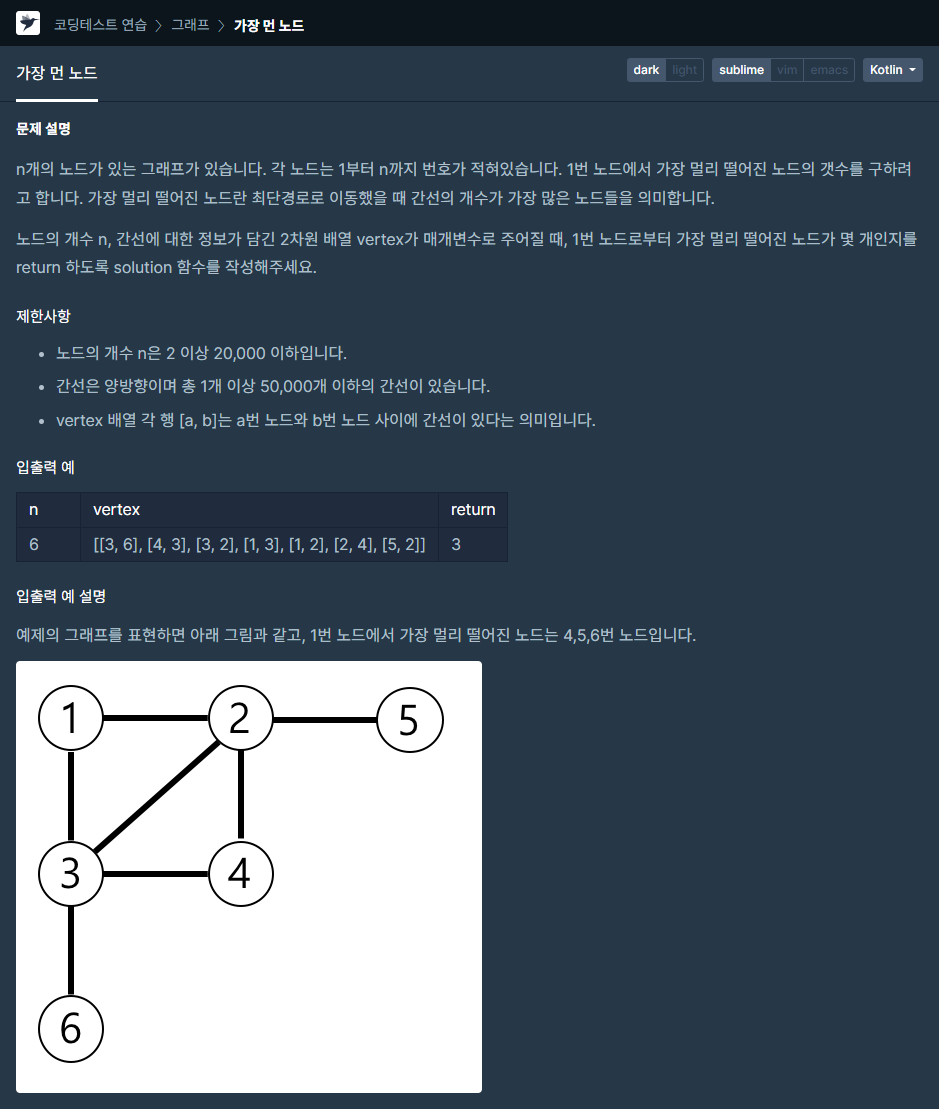 코딩테스트 연습 > 그래프 > 가장 먼 노드
가장 먼 노드
dark light sublime vim emacs Kotlin
문제 설명
n개의 노드가 있는 그래프가 있습니다. 각 노드는 1부터 n까지 번호가 적혀있습니다. 1번 노드에서 가장 멀리 떨어진 노드의 갯수를 구하려
고 합니다. 가장 멀리 떨어진 노드란 최단경로로 이동했을 때 간선의 개수가 가장 많은 노드들을 의미합니다.
노드의 개수 n, 간선에 대한 정보가 담긴 2차원 배열 vertex가 매개변수로 주어질 때, 1번 노드로부터 가장 멀리 떨어진 노드가 몇 개인지를
return 하도록 solution 함수를 작성해주세요.
제한사항
• 노드의 개수 n은 2 이상 20,000 이하입니다.
• 간선은 양방향이며 총 1개 이상 50,000개 이하의 간선이 있습니다.
• vertex 배열 각 행 [a, b]는 a번 노드와 b번 노드 사이에 간선이 있다는 의미입니다.
입출력 예
n vertex return
6 [[3, 6], [4, 3], [3, 2], [1, 3], [1, 2], [2, 4], [5, 2]] 3
입출력 예 설명
예제의 그래프를 표현하면 아래 그림과 같고, 1번 노드에서 가장 멀리 떨어진 노드는 4,5,6번 노드입니다.
1 2 5
3 4
6